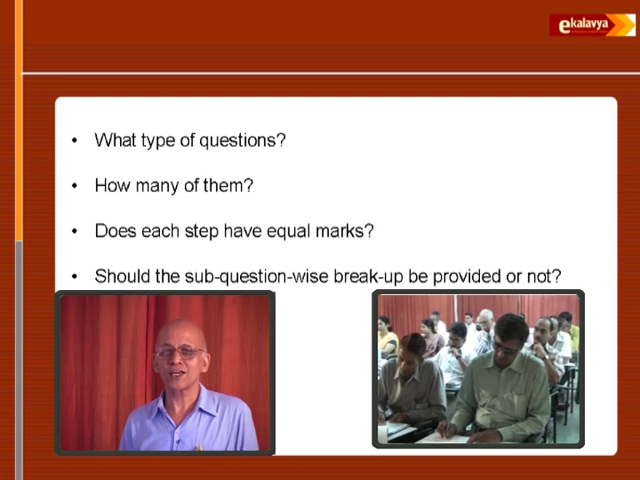 ekalavya
• What type of questions?
• How many of them?
• Does each step have equal marks?
• Should the sub-question-wise break-up be provided or not?